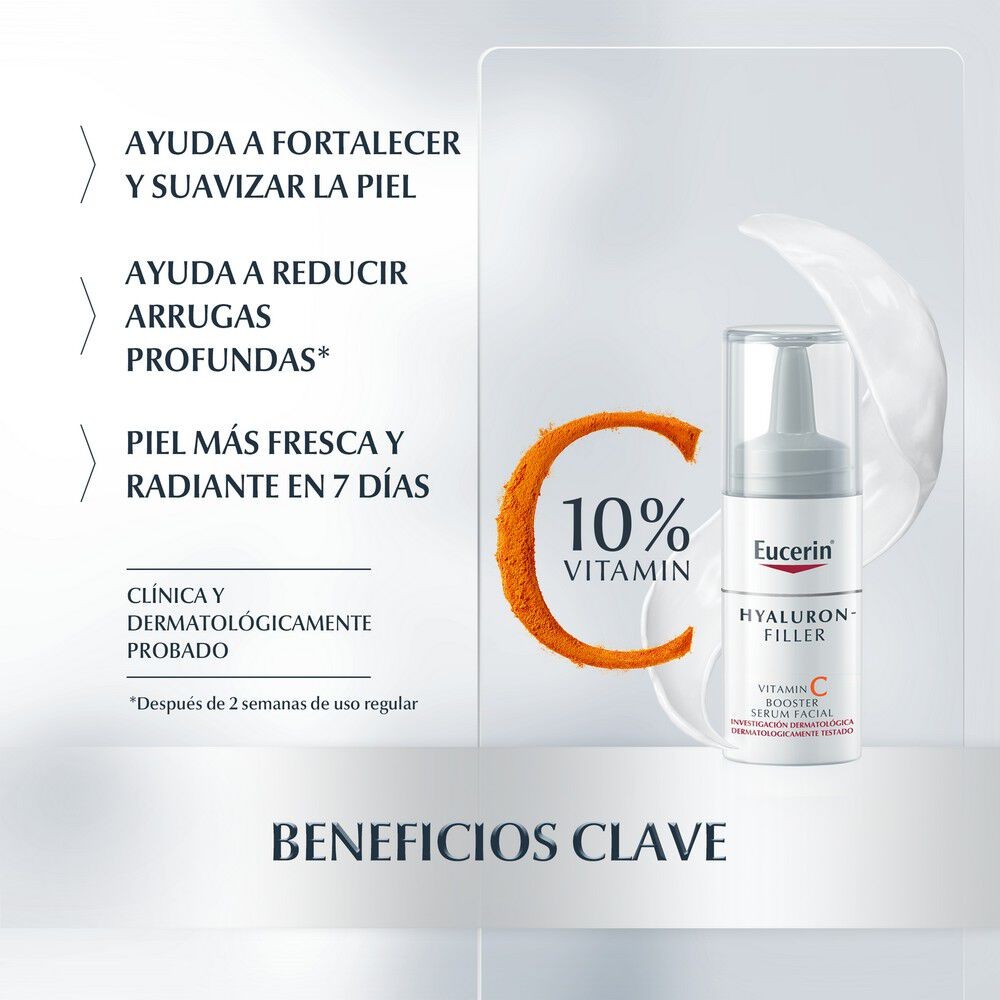 AYUDA A FORTALECER
Y SUAVIZAR LA PIEL
AYUDA A REDUCIR
ARRUGAS
PROFUNDAS*
PIEL MÁS FRESCA Y
RADIANTE EN 7 DÍAS
CLÍNICA Y
DERMATOLÓGICAMENTE
PROBADO
*Después de 2 semanas de uso regular
C
10%
VITAMIN
Eucerin®
HYALURON-
FILLER
VITAMIN C
BOOSTER
SERUM FACIAL
INVESTIGACIÓN DERMATOLÓGICA
DERMATOLOGICAMENTE TESTADO
BENEFICIOS CLAVE